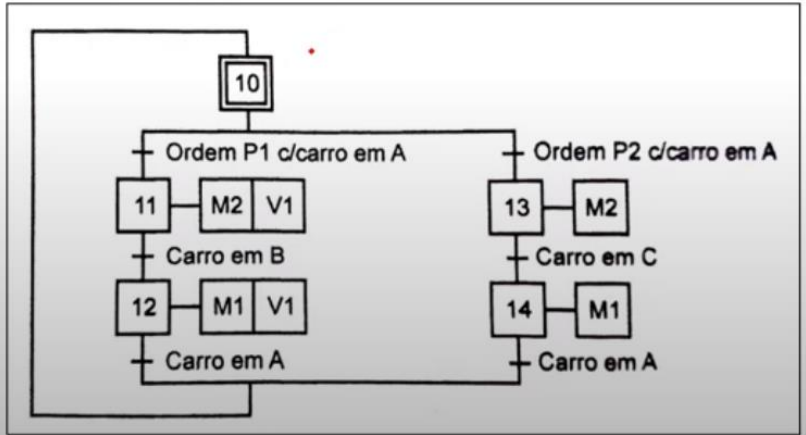 10
Ordem P1 c/carro em A
Ordem P2 c/carro em A
11 M2 V1
13 M2
Carro em B
Carro em C
12 M1 V1
14 M1
Carro em A
Carro em A